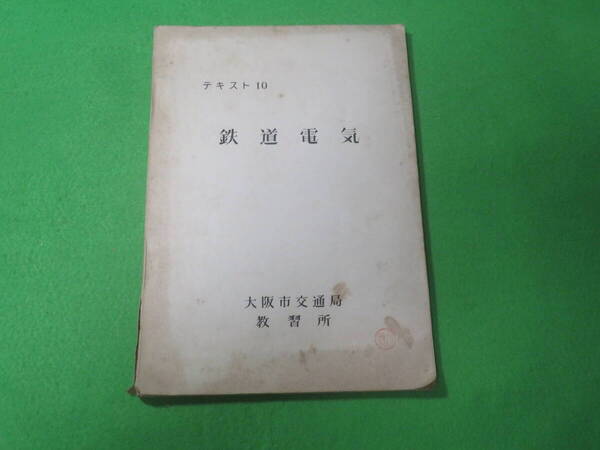 テキスト 10
鉄道電気
大阪市交通局
教習所